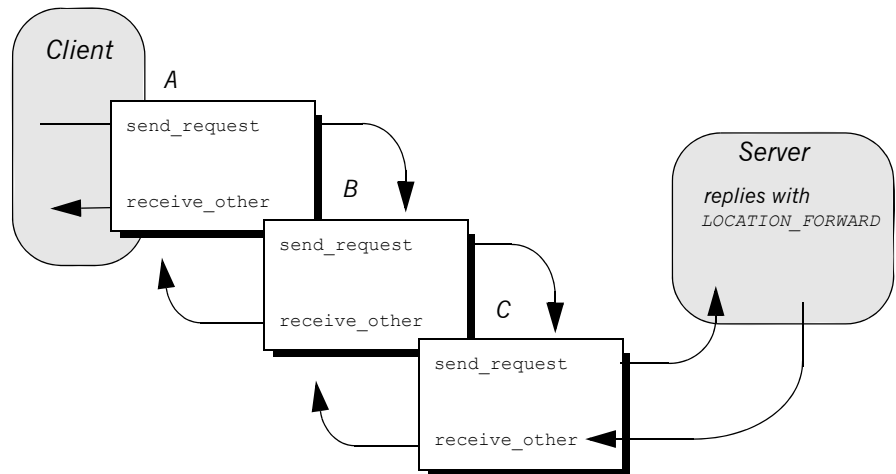 Client
A
send_request
receive_other
B
send_request
receive_other
C
send_request
receive_other
Server
replies with
LOCATION_FORWARD